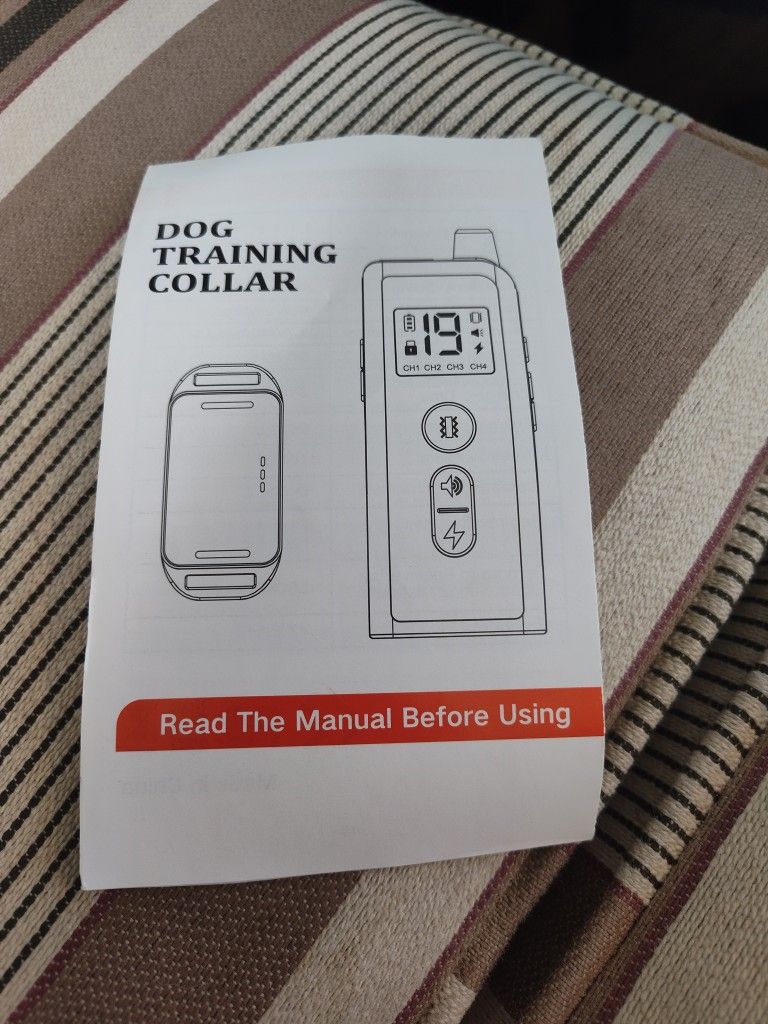 DOG
TRAINING
COLLAR
19
CH1 CH2 CH3 CH4
Read The Manual Before Using